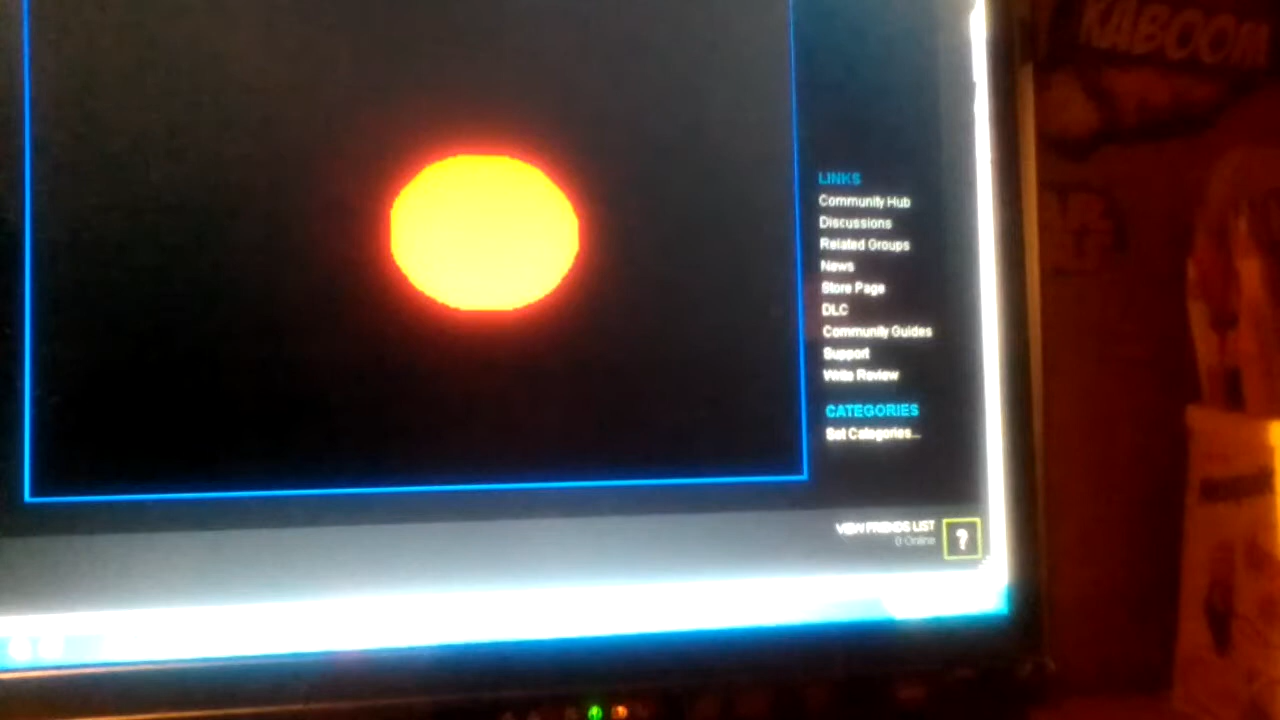 KABOOM
LINKS
Community Hub
Discussions
Related Groups
News
Store Page
DLC
Community Guides
Support
Write Review
CATEGORIES
Set Categories...
VIEW FRIENDS LIST
0 Online
?